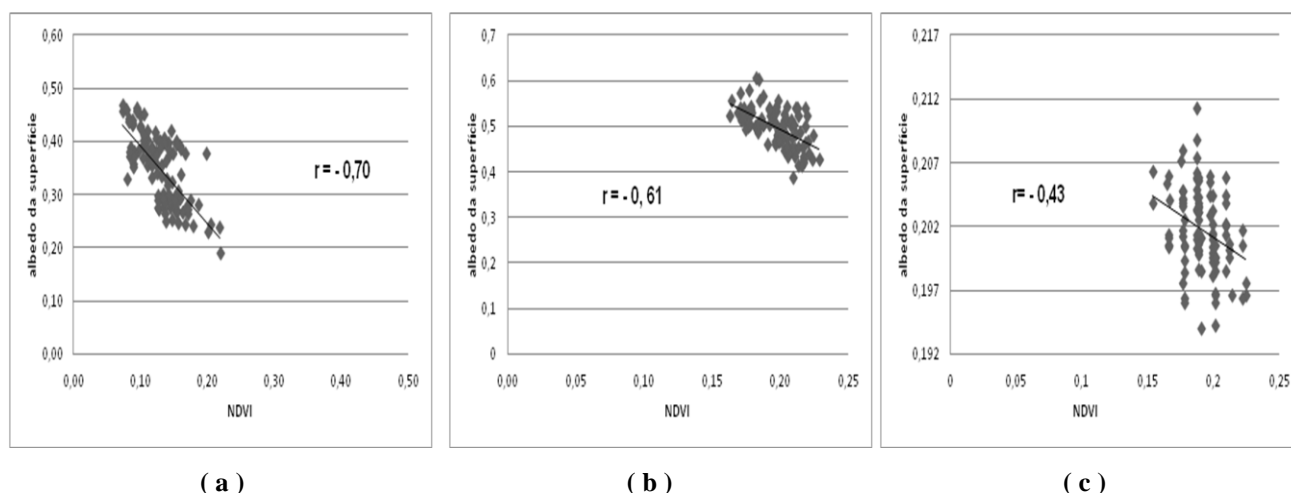 0,60
0,50
0,40
0,30
0,20
0,10
0,00
albedo da superfície
r = - 0,70
0,00 0,10 0,20 0,30 0,40 0,50
NDVI
( a )
0,7
0,6
0,5
0,4
0,3
0,2
0,1
0
albedo da superfície
r = - 0, 61
0 0,05 0,10 0,15 0,20 0,25
NDVI
( b )
0,217
0,212
0,207
0,202
0,197
0,192
albedo da superfície
r= - 0,43
0 0,05 0,1 0,15 0,2 0,25
NDVI
( c )